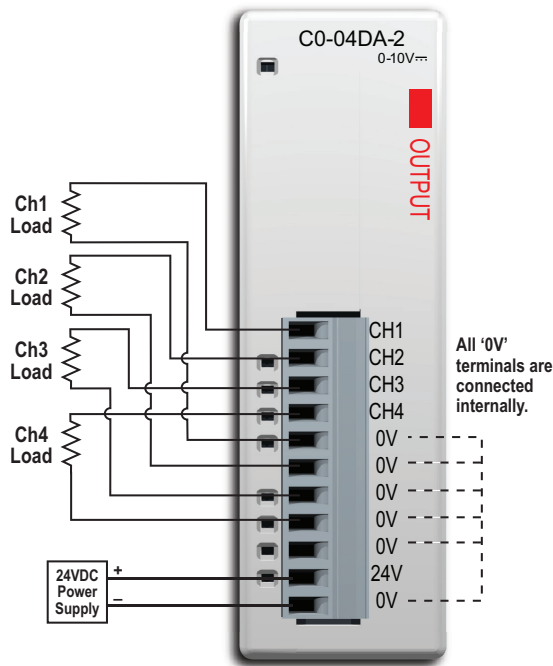 C0-04DA-2
0-10V⎓
OUTPUT
Ch1
Load
Ch2
Load
Ch3
Load
Ch4
Load
CH1
CH2
CH3
CH4
0V
0V
0V
0V
0V
24V
0V
All ‘0V’
terminals are
connected
internally.
24VDC
Power
Supply
+
–